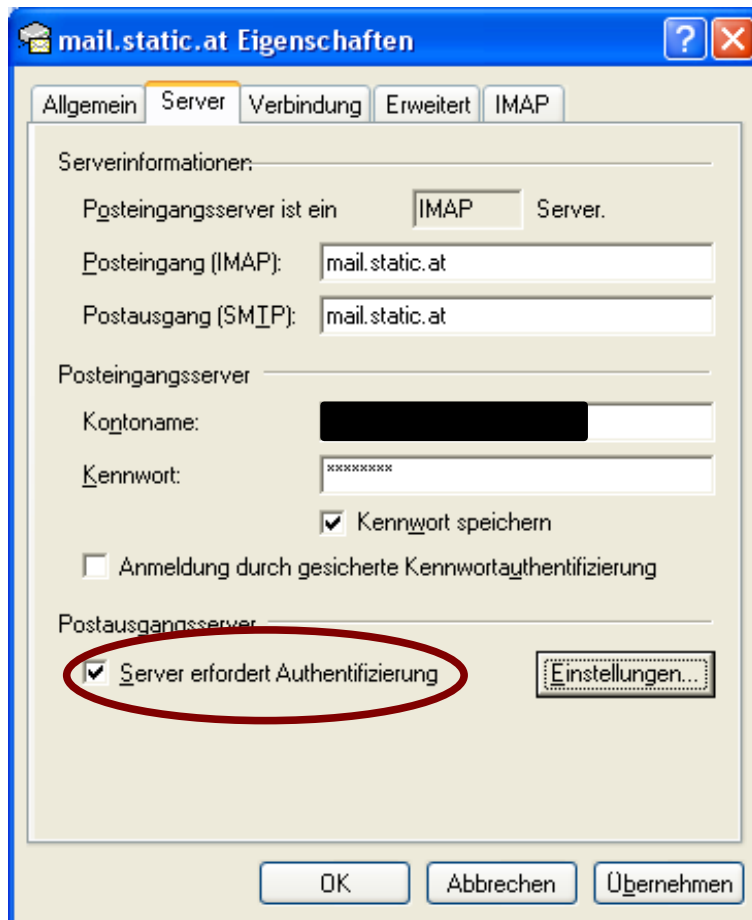 mail.static.at Eigenschaften
Allgemein Server Verbindung Erweitert IMAP
Serverinformationen
Posteingangsserver ist ein IMAP Server.
Posteingang (IMAP): mail.static.at
Postausgang (SMTP): mail.static.at
Posteingangsserver
Kontoname:
Kennwort: ********
Kennwort speichern
Anmeldung durch gesicherte Kennwortauthentifizierung
Postausgangsserver
Server erfordert Authentifizierung Einstellungen...
OK Abbrechen Übernehmen